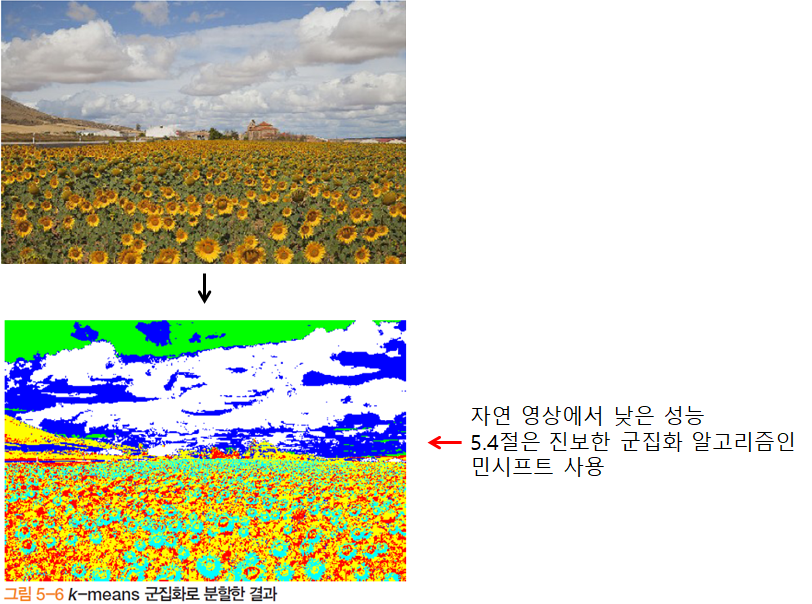 자연 영상에서 낮은 성능
5.4절은 진보한 군집화 알고리즘인
민시프트 사용
그림 5-6 k-means 군집화로 분할한 결과